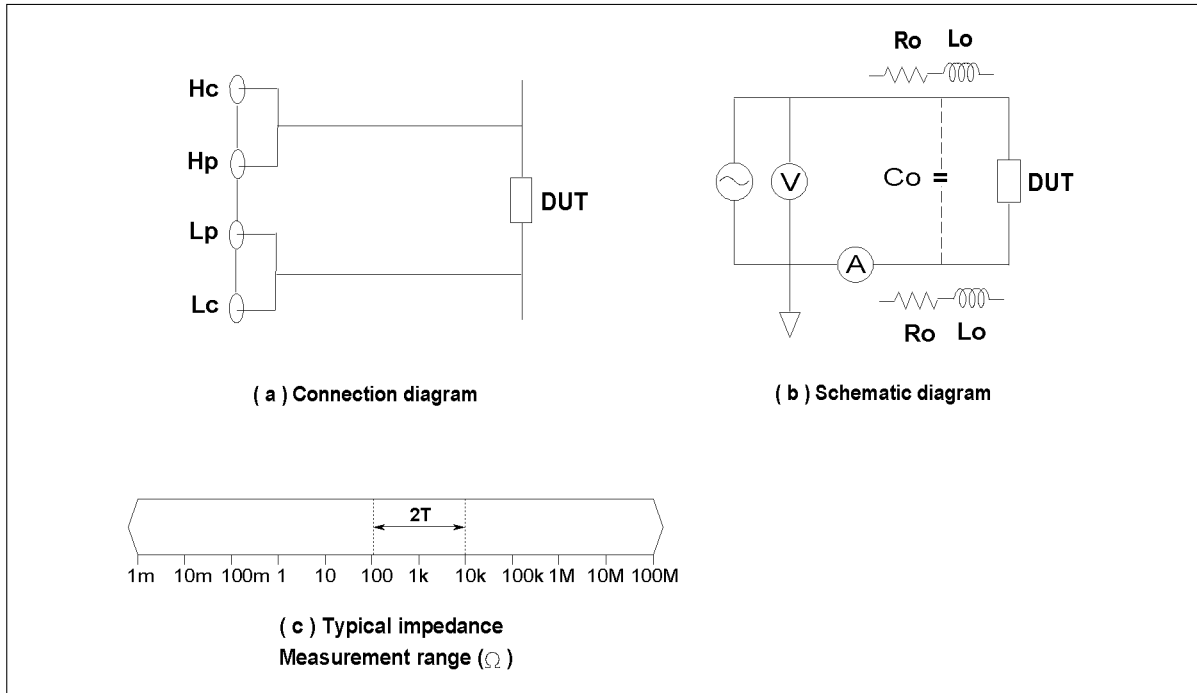 Hc
Hp
Lp
Lc
DUT
( a ) Connection diagram
Ro Lo
V
Co
DUT
A
Ro Lo
( b ) Schematic diagram
2T
1m 10m 100m 1 10 100 1k 10k 100k 1M 10M 100M
( c ) Typical impedance
Measurement range (Ω )